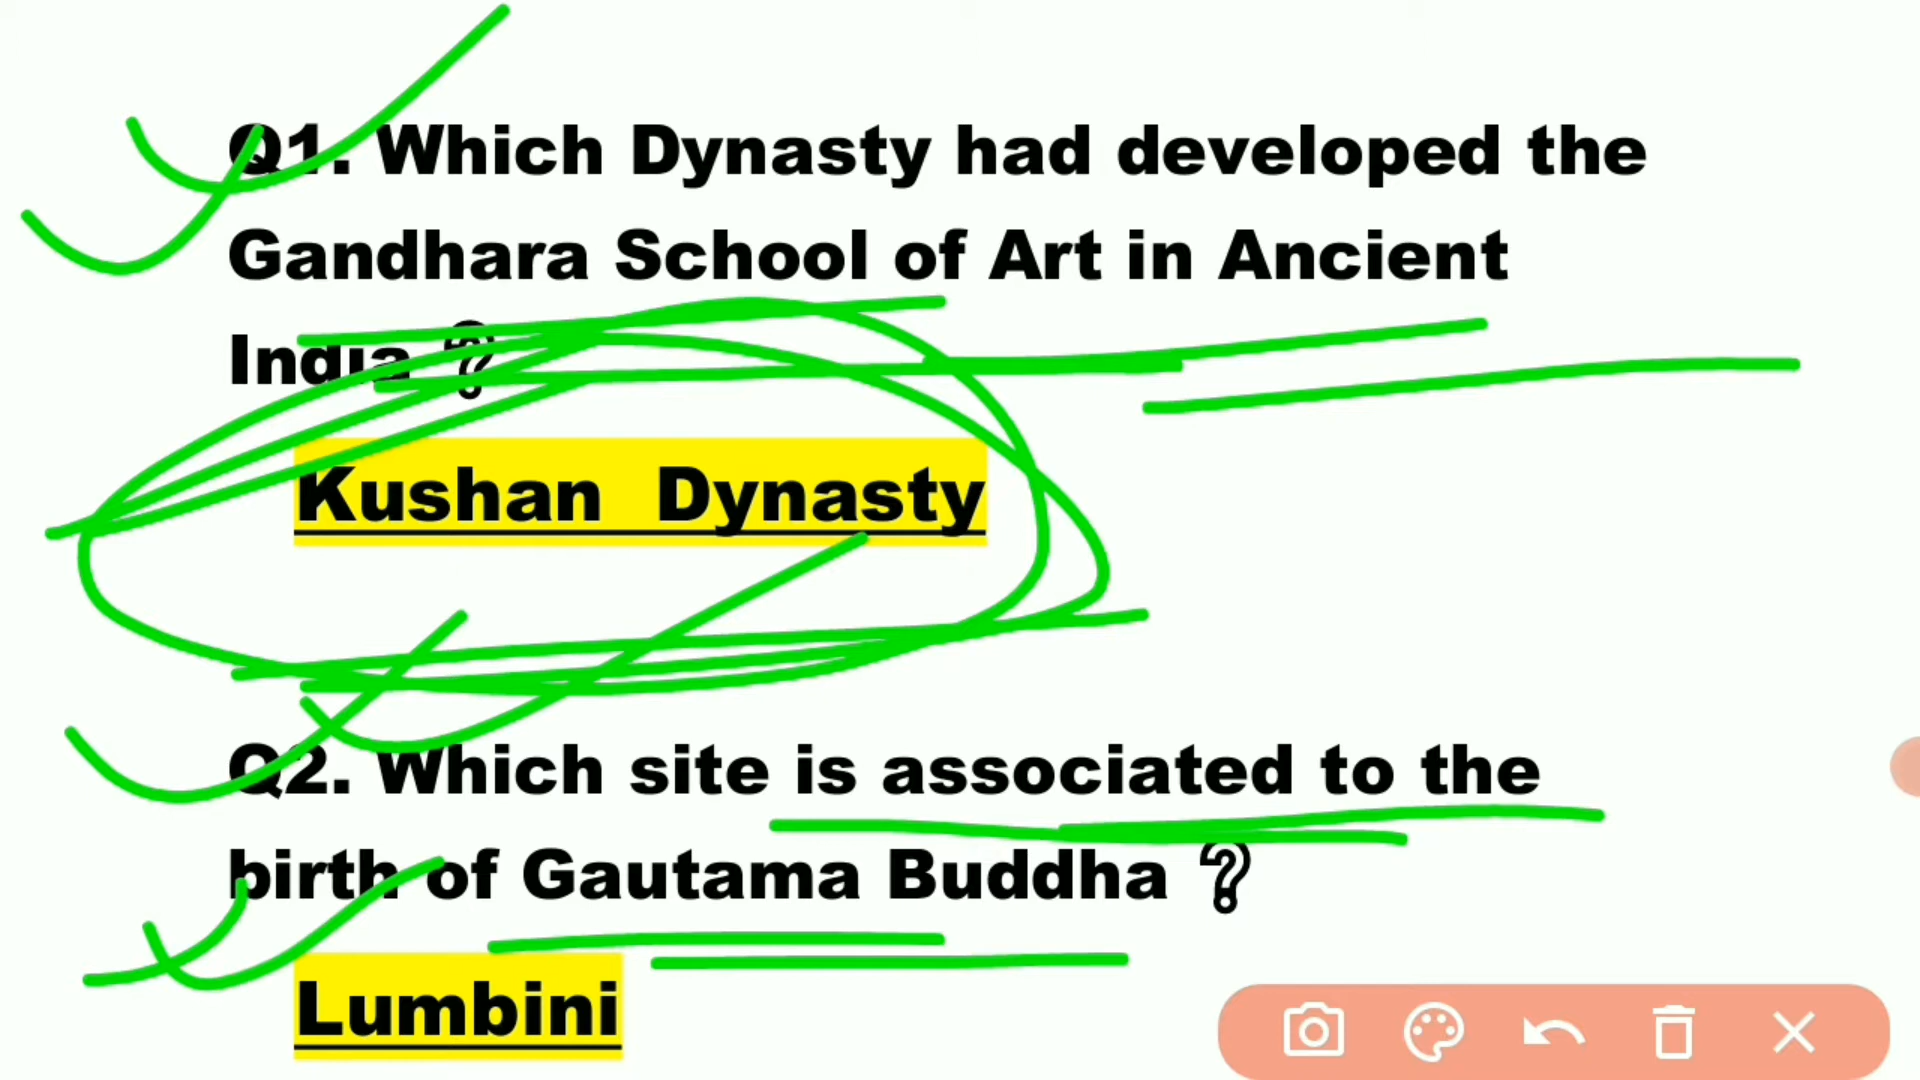 Q1. Which Dynasty had developed the
Gandhara School of Art in Ancient
India ?
Kushan Dynasty
Q2. Which site is associated to the
birth of Gautama Buddha ?
Lumbini